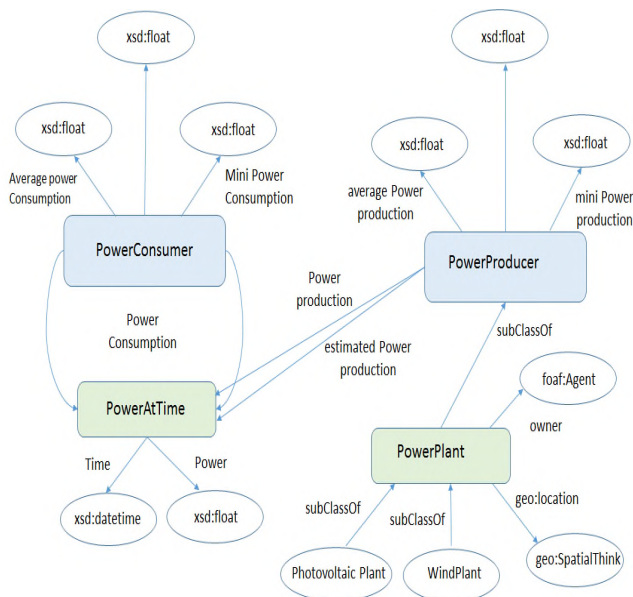 xsd:float
xsd:float
xsd:float
xsd:float
xsd:float
xsd:float
Average power
Consumption
Mini Power
Consumption
average Power
production
mini Power
production
PowerConsumer
PowerProducer
Power
production
Power
Consumption
estimated Power
production
subClassOf
foaf:Agent
PowerAtTime
owner
PowerPlant
Time
Power
geo:location
xsd:datetime
xsd:float
subClassOf
subClassOf
Photovoltaic Plant
WindPlant
geo:SpatialThink